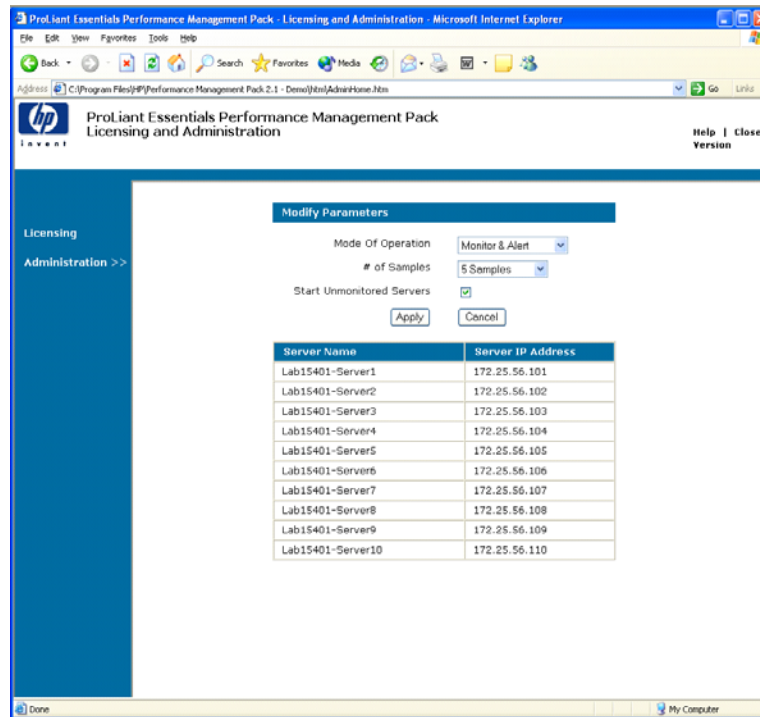 ProLiant Essentials Performance Management Pack - Licensing and Administration - Microsoft Internet Explorer
File Edit View Favorites Tools Help
Back Search Favorites Media
Address C:\Program Files\HP\Performance Management Pack 2.1 - Demo\html\AdminHome.htm Go Links
hp
invent
ProLiant Essentials Performance Management Pack
Licensing and Administration
Help | Close
Version
Licensing
Administration >>
Modify Parameters
Mode Of Operation Monitor & Alert
# of Samples 5 Samples
Start Unmonitored Servers
Apply Cancel
Server Name Server IP Address
Lab15401-Server1 172.25.56.101
Lab15401-Server2 172.25.56.102
Lab15401-Server3 172.25.56.103
Lab15401-Server4 172.25.56.104
Lab15401-Server5 172.25.56.105
Lab15401-Server6 172.25.56.106
Lab15401-Server7 172.25.56.107
Lab15401-Server8 172.25.56.108
Lab15401-Server9 172.25.56.109
Lab15401-Server10 172.25.56.110
Done My Computer